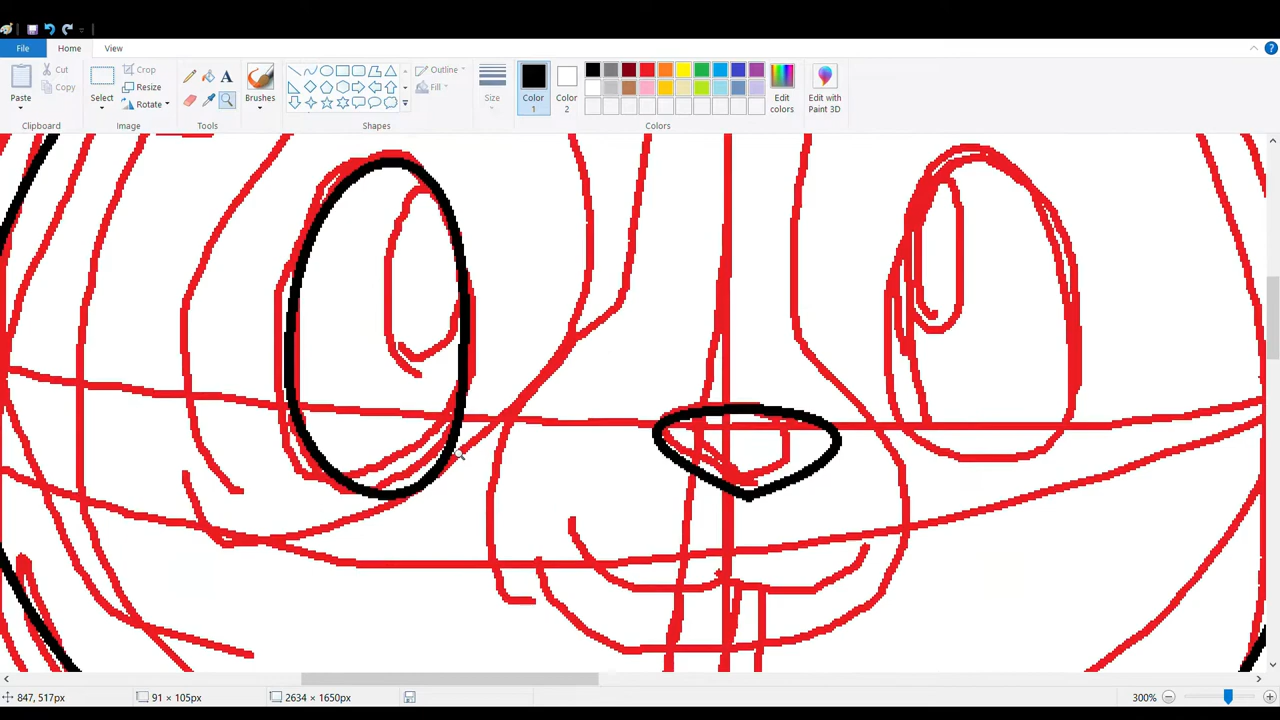 File Home View
Paste
Cut
Copy
Clipboard
Select
Crop
Resize
Rotate
Image
A
Tools
Brushes
Outline
Fill
Shapes
Size
Color 1
Color 2
Edit colors
Colors
Edit with Paint 3D
847, 517px 91 × 105px 2634 × 1650px 300%